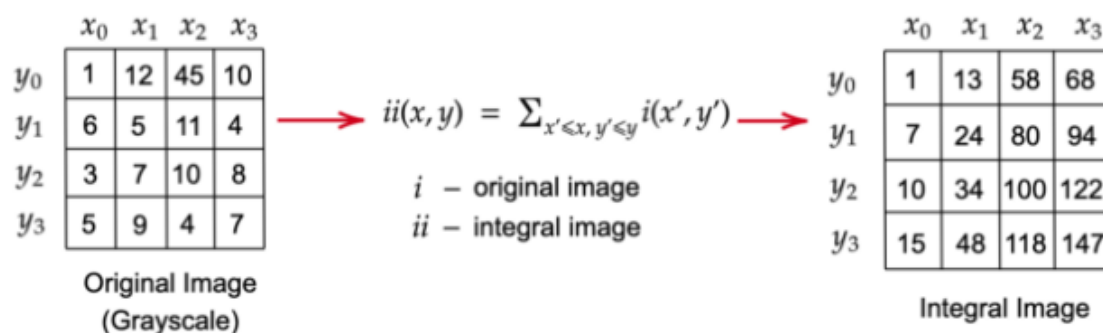 x₀ x₁ x₂ x₃
y₀ 1 12 45 10
y₁ 6 5 11 4
y₂ 3 7 10 8
y₃ 5 9 4 7
Original Image
(Grayscale)
ii(x, y) = ∑ₓ′⩽ₓ, y′⩽y i(x′, y′)
i – original image
ii – integral image
x₀ x₁ x₂ x₃
y₀ 1 13 58 68
y₁ 7 24 80 94
y₂ 10 34 100 122
y₃ 15 48 118 147
Integral Image